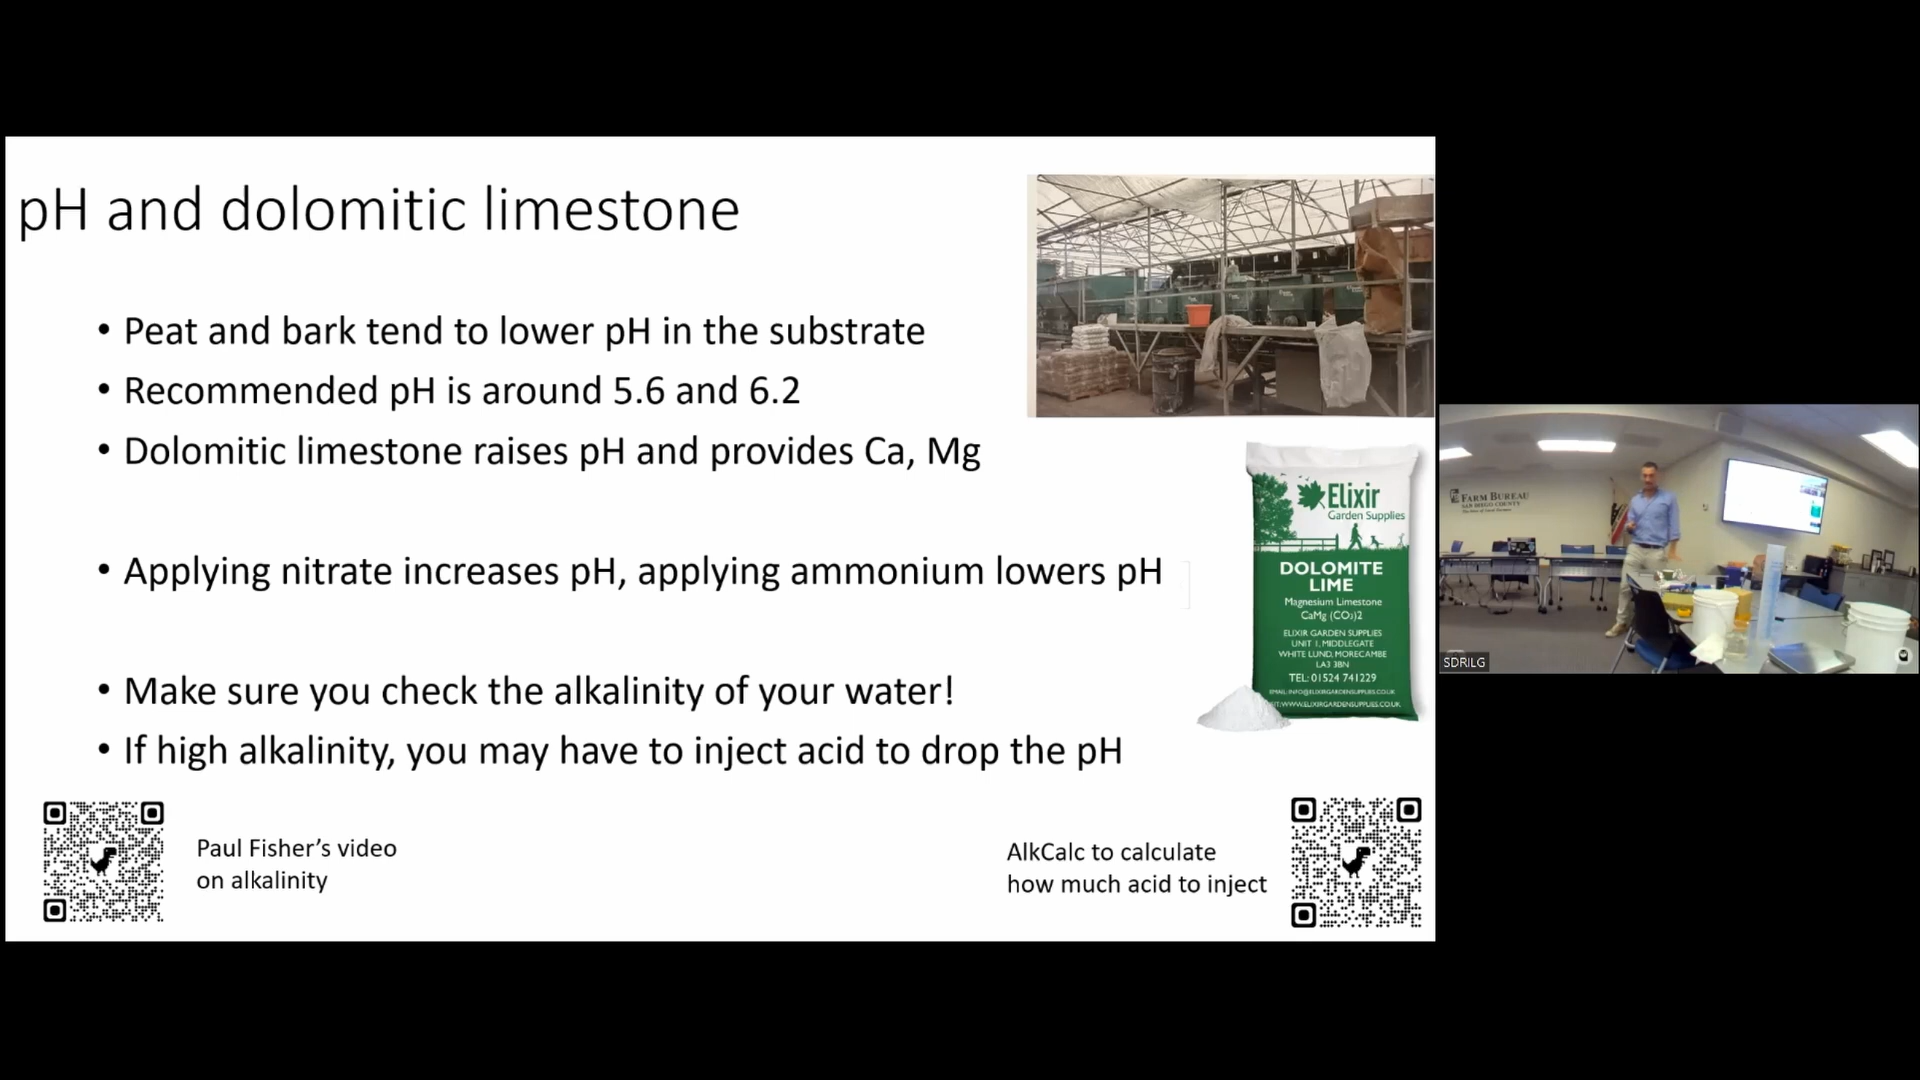 pH and dolomitic limestone
• Peat and bark tend to lower pH in the substrate
• Recommended pH is around 5.6 and 6.2
• Dolomitic limestone raises pH and provides Ca, Mg
• Applying nitrate increases pH, applying ammonium lowers pH
• Make sure you check the alkalinity of your water!
• If high alkalinity, you may have to inject acid to drop the pH
Paul Fisher's video
on alkalinity
AlkCalc to calculate
how much acid to inject
Elixir
Garden Supplies
DOLOMITE
LIME
Magnesium Limestone
CaMg (CO₃)2
ELIXIR GARDEN SUPPLIES
UNIT 1, MIDDLEGATE
WHITE LUND, MORECAMBE
LA3 3BN
TEL: 01524 741229
EMAIL: INFO@ELIXIRGARDENSUPPLIES.CO.UK
WWW.ELIXIRGARDENSUPPLIES.CO.UK
FARM BUREAU
SAN DIEGO COUNTY
SDRILG